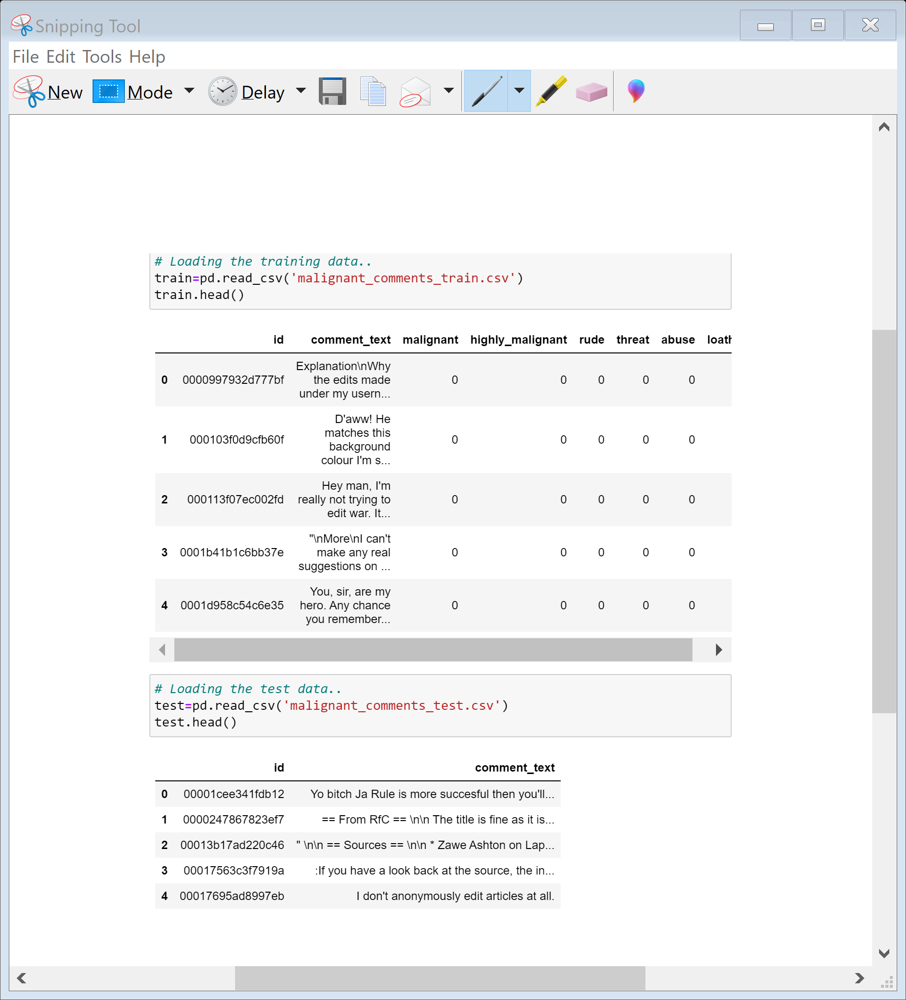 Snipping Tool
File Edit Tools Help
New Mode Delay
# Loading the training data..
train=pd.read_csv('malignant_comments_train.csv')
train.head()
id comment_text malignant highly_malignant rude threat abuse loath
0 0000997932d777bf Explanation\nWhy the edits made under my usern... 0 0 0 0 0
1 000103f0d9cfb60f D'aww! He matches this background colour I'm s... 0 0 0 0 0
2 000113f07ec002fd Hey man, I'm really not trying to edit war. It... 0 0 0 0 0
3 0001b41b1c6bb37e "\nMore\nI can't make any real suggestions on ... 0 0 0 0 0
4 0001d958c54c6e35 You, sir, are my hero. Any chance you remember... 0 0 0 0 0
# Loading the test data..
test=pd.read_csv('malignant_comments_test.csv')
test.head()
id comment_text
0 00001cee341fdb12 Yo bitch Ja Rule is more succesful then you'll...
1 0000247867823ef7 == From RfC == \n\n The title is fine as it is...
2 00013b17ad220c46 " \n\n == Sources == \n\n * Zawe Ashton on Lap...
3 00017563c3f7919a :If you have a look back at the source, the in...
4 00017695ad8997eb I don't anonymously edit articles at all.